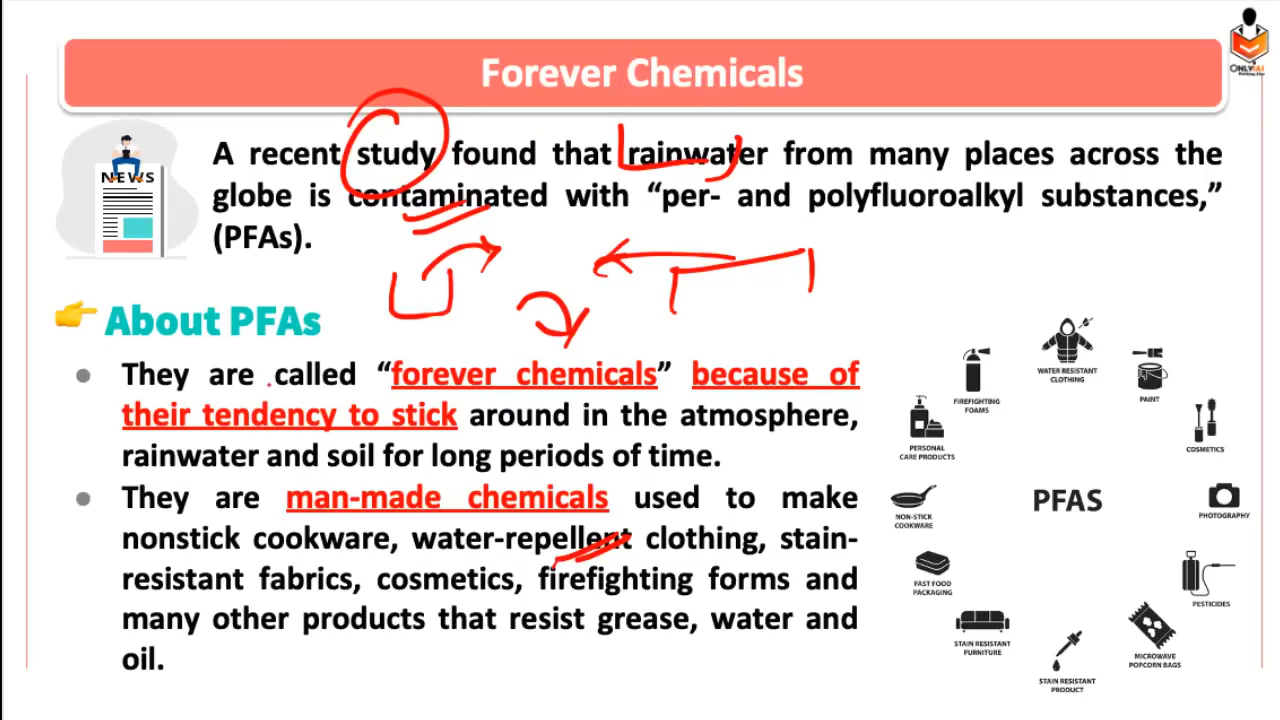 Forever Chemicals
ONLYIAS
NEWS
A recent study found that rainwater from many places across the
globe is contaminated with “per- and polyfluoroalkyl substances,”
(PFAs).
About PFAs
They are called “forever chemicals” because of
their tendency to stick around in the atmosphere,
rainwater and soil for long periods of time.
They are man-made chemicals used to make
nonstick cookware, water-repellent clothing, stain-
resistant fabrics, cosmetics, firefighting forms and
many other products that resist grease, water and
oil.
WATER RESISTANT
CLOTHING
FIREFIGHTING
FOAMS
PAINT
PERSONAL
CARE PRODUCTS
COSMETICS
NON-STICK
COOKWARE
PFAS
PHOTOGRAPHY
FAST FOOD
PACKAGING
PESTICIDES
STAIN RESISTANT
FURNITURE
MICROWAVE
POPCORN BAGS
STAIN RESISTANT
PRODUCT